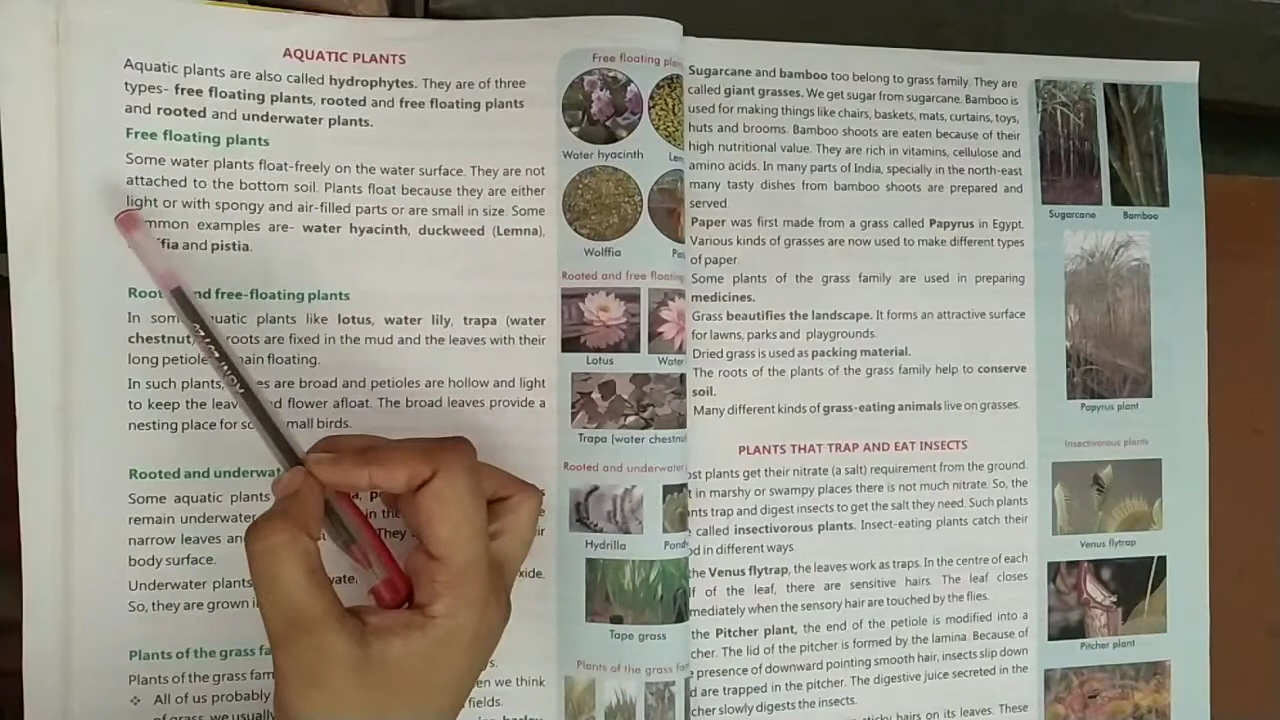 AQUATIC PLANTS
Aquatic plants are also called hydrophytes. They are of three
types- free floating plants, rooted and free floating plants
and rooted and underwater plants.
Free floating plants
Some water plants float-freely on the water surface. They are not
attached to the bottom soil. Plants float because they are either
light or with spongy and air-filled parts or are small in size. Some
examples are- water hyacinth, duckweed (Lemna),
and pistia.
and free-floating plants
In some aquatic plants like lotus, water lily, trapa (water
chestnut) roots are fixed in the mud and the leaves with their
long floating.
In such plants, are broad and petioles are hollow and light
to keep the flower afloat. The broad leaves provide a
nesting place for small birds.
Rooted and
Some aquatic plants
remain underwater in the
narrow leaves and They
body surface.
Underwater plants
So, they are grown
Plants of the grass
Plants of the grass
when we think
❖ All of us probably fields.
of grass we usually
Free floating
Water hyacinth
Wolffia
Rooted and free floating
Lotus
Water
Trapa (water chestnut
Rooted and underwater
Hydrilla
Tape grass
Plants of the grass
Sugarcane and bamboo too belong to grass family. They are
called giant grasses. We get sugar from sugarcane. Bamboo is
used for making things like chairs, baskets, mats, curtains, toys,
huts and brooms. Bamboo shoots are eaten because of their
high nutritional value. They are rich in vitamins, cellulose and
amino acids. In many parts of India, specially in the north-east
many tasty dishes from bamboo shoots are prepared and
served.
Paper was first made from a grass called Papyrus in Egypt.
Various kinds of grasses are now used to make different types
of paper.
Some plants of the grass family are used in preparing
medicines.
Grass beautifies the landscape. It forms an attractive surface
for lawns, parks and playgrounds.
Dried grass is used as packing material.
The roots of the plants of the grass family help to conserve
soil.
Many different kinds of grass-eating animals live on grasses.
PLANTS THAT TRAP AND EAT INSECTS
ost plants get their nitrate (a salt) requirement from the ground.
t in marshy or swampy places there is not much nitrate. So, the
nts trap and digest insects to get the salt they need. Such plants
called insectivorous plants. Insect-eating plants catch their
od in different ways.
the Venus flytrap, the leaves work as traps. In the centre of each
lf of the leaf, there are sensitive hairs. The leaf closes
mediately when the sensory hair are touched by the flies.
the Pitcher plant, the end of the petiole is modified into a
cher. The lid of the pitcher is formed by the lamina. Because of
presence of downward pointing smooth hair, insects slip down
d are trapped in the pitcher. The digestive juice secreted in the
cher slowly digests the insects.
sticky hairs on its leaves. These
Sugarcane
Bamboo
Papyrus plant
Insectivorous plants
Venus flytrap
Pitcher plant